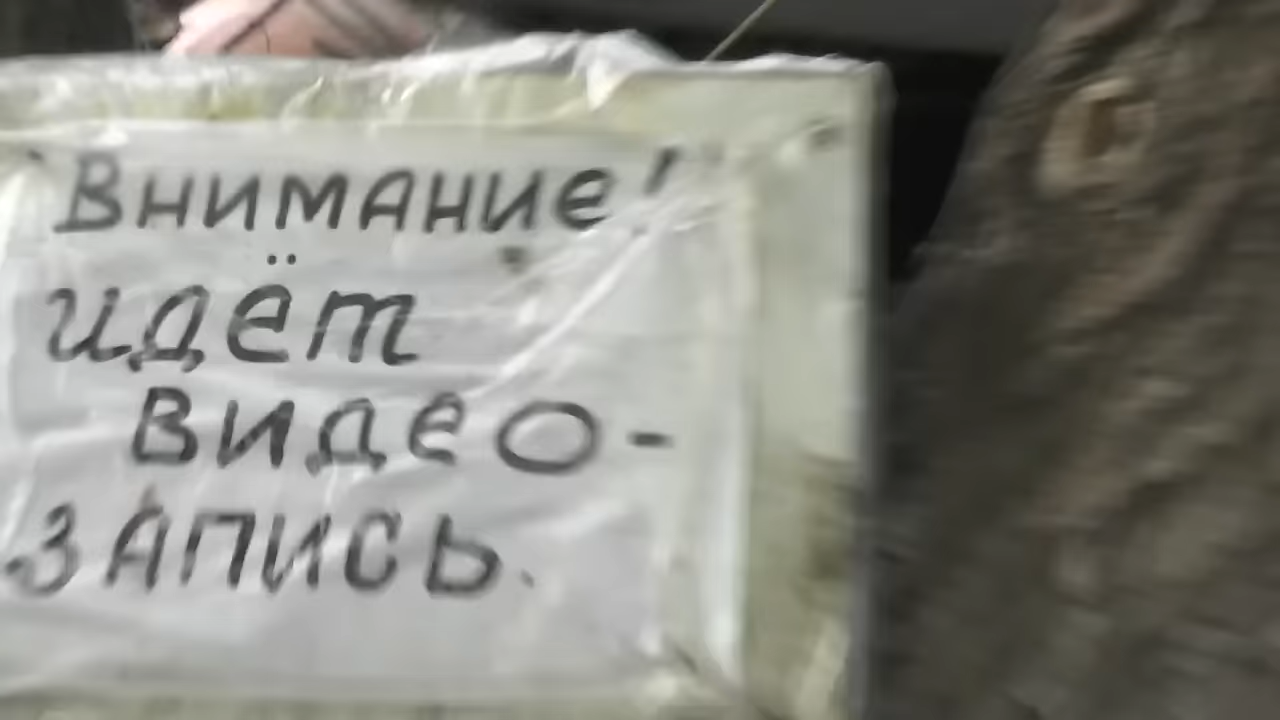 Внимание!
идёт
видео-
запись.